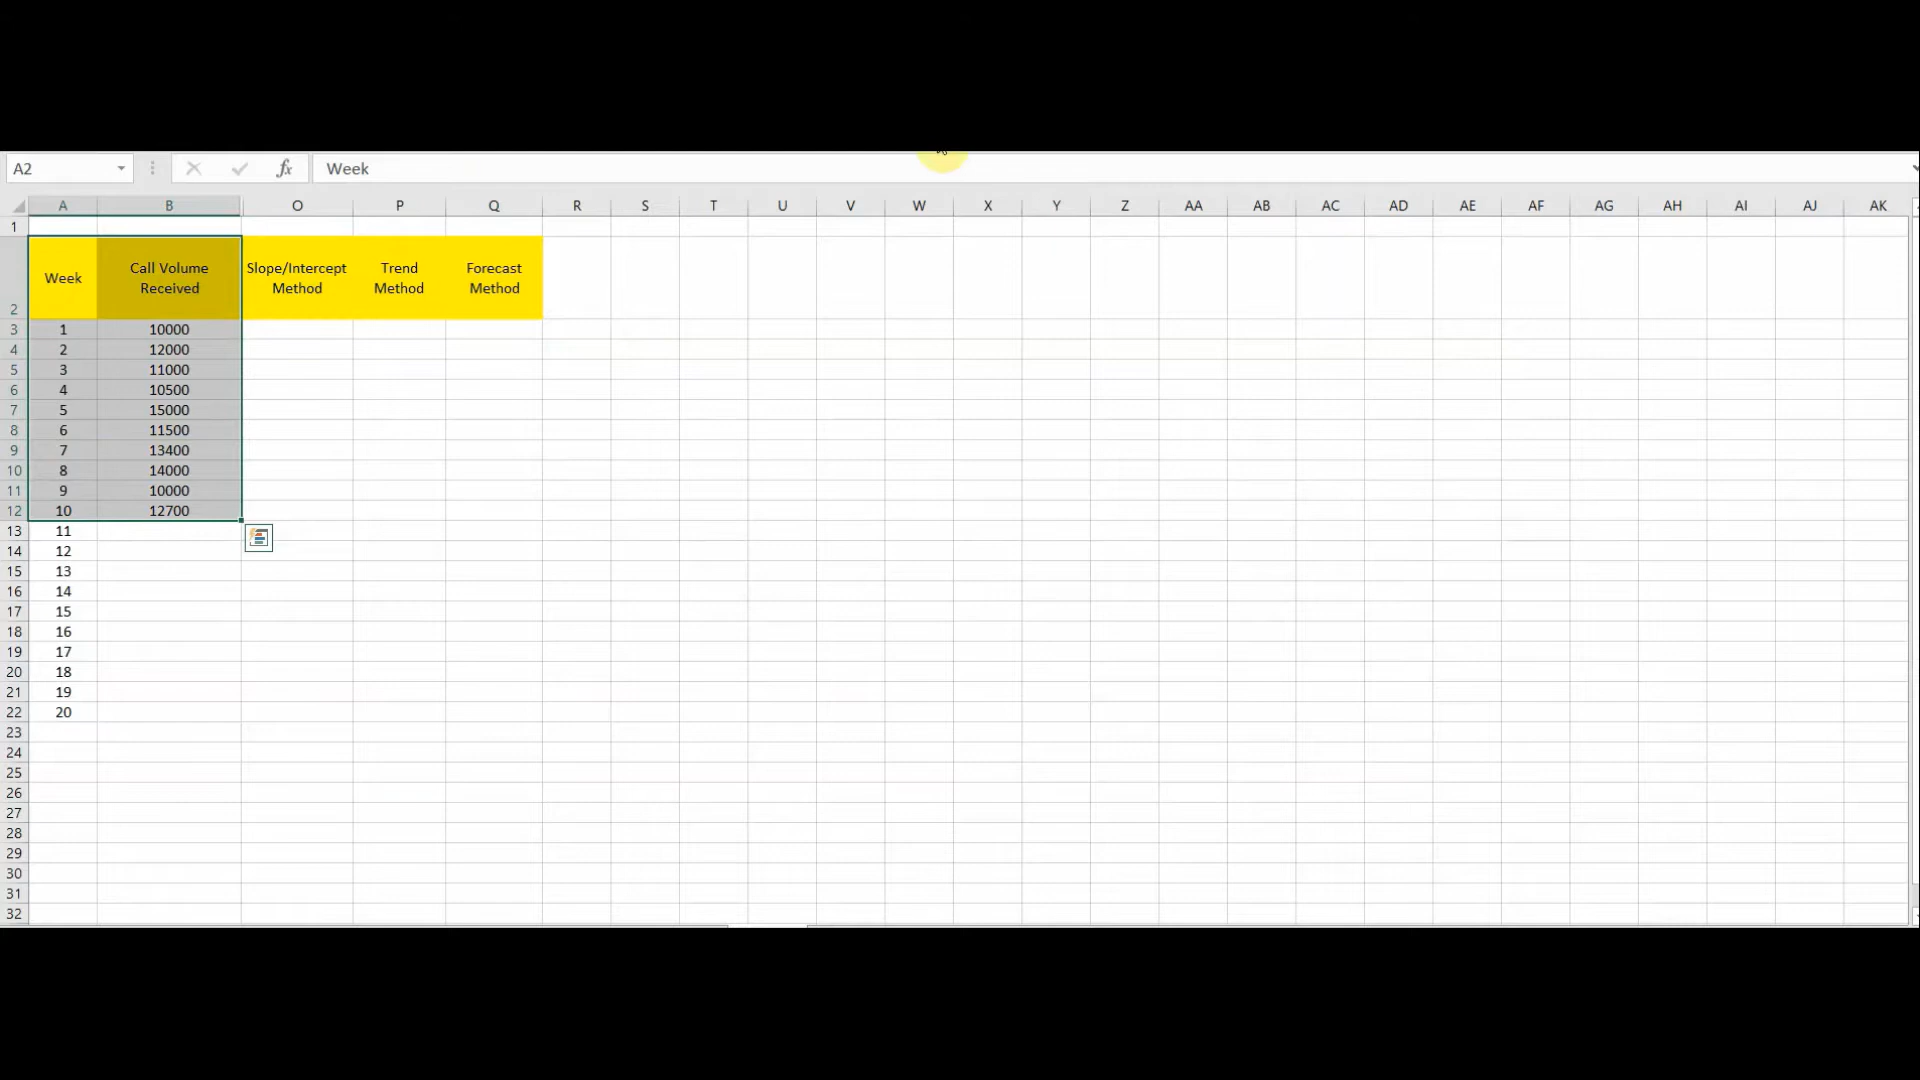 A2
fx
Week
A B O P Q R S T U V W X Y Z AA AB AC AD AE AF AG AH AI AJ AK
1
Week
Call Volume
Received
Slope/Intercept
Method
Trend
Method
Forecast
Method
2
3 1 10000
4 2 12000
5 3 11000
6 4 10500
7 5 15000
8 6 11500
9 7 13400
10 8 14000
11 9 10000
12 10 12700
13 11
14 12
15 13
16 14
17 15
18 16
19 17
20 18
21 19
22 20
23
24
25
26
27
28
29
30
31
32